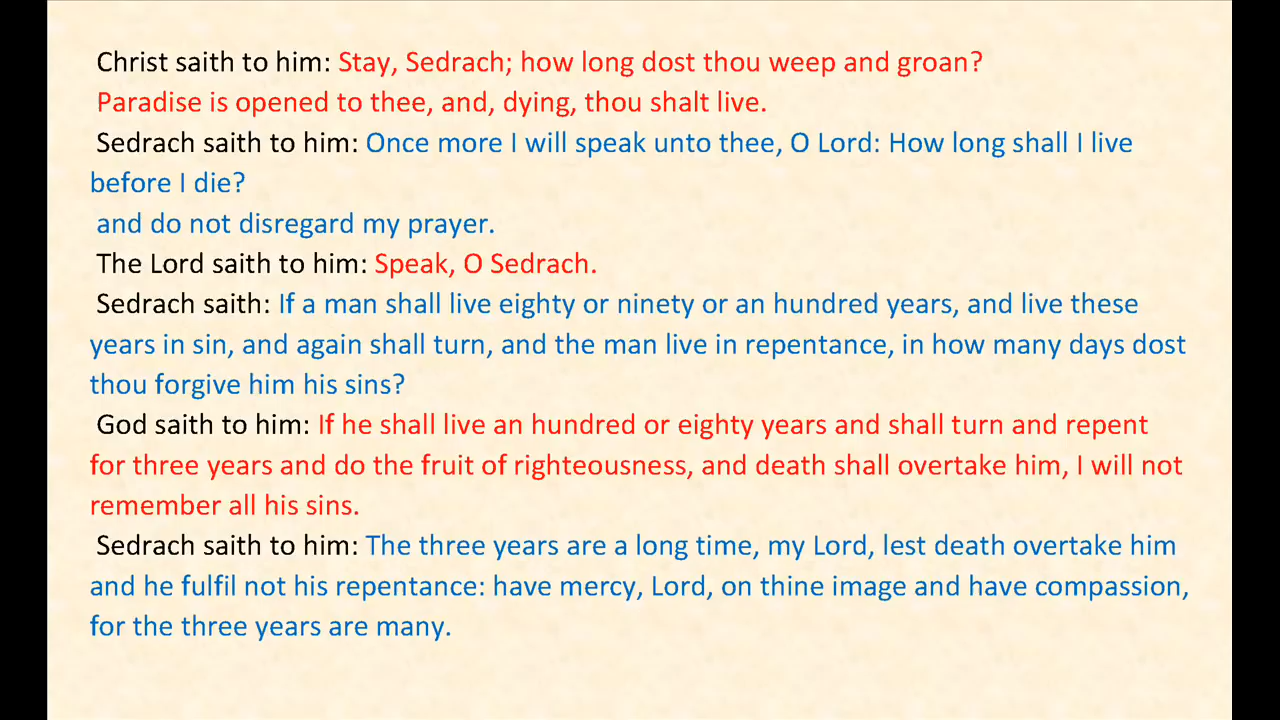 Christ saith to him: Stay, Sedrach; how long dost thou weep and groan?
Paradise is opened to thee, and, dying, thou shalt live.
Sedrach saith to him: Once more I will speak unto thee, O Lord: How long shall I live
before I die?
and do not disregard my prayer.
The Lord saith to him: Speak, O Sedrach.
Sedrach saith: If a man shall live eighty or ninety or an hundred years, and live these
years in sin, and again shall turn, and the man live in repentance, in how many days dost
thou forgive him his sins?
God saith to him: If he shall live an hundred or eighty years and shall turn and repent
for three years and do the fruit of righteousness, and death shall overtake him, I will not
remember all his sins.
Sedrach saith to him: The three years are a long time, my Lord, lest death overtake him
and he fulfil not his repentance: have mercy, Lord, on thine image and have compassion,
for the three years are many.